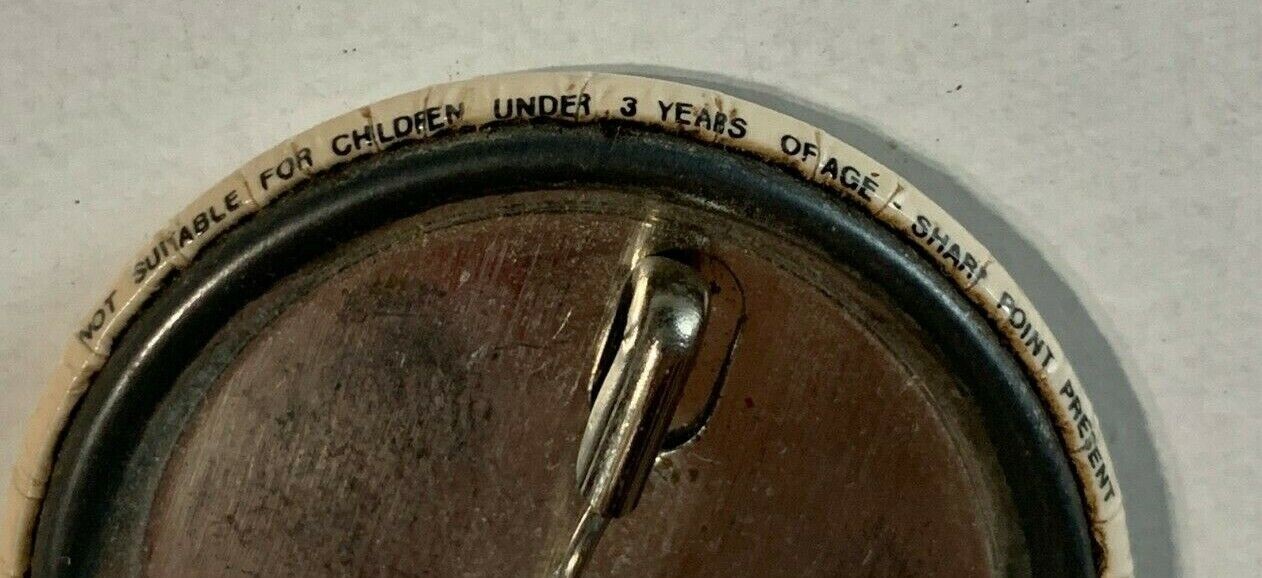 NOT SUITABLE FOR CHILDREN UNDER 3 YEARS OF AGE - SHARP POINT PRESENT